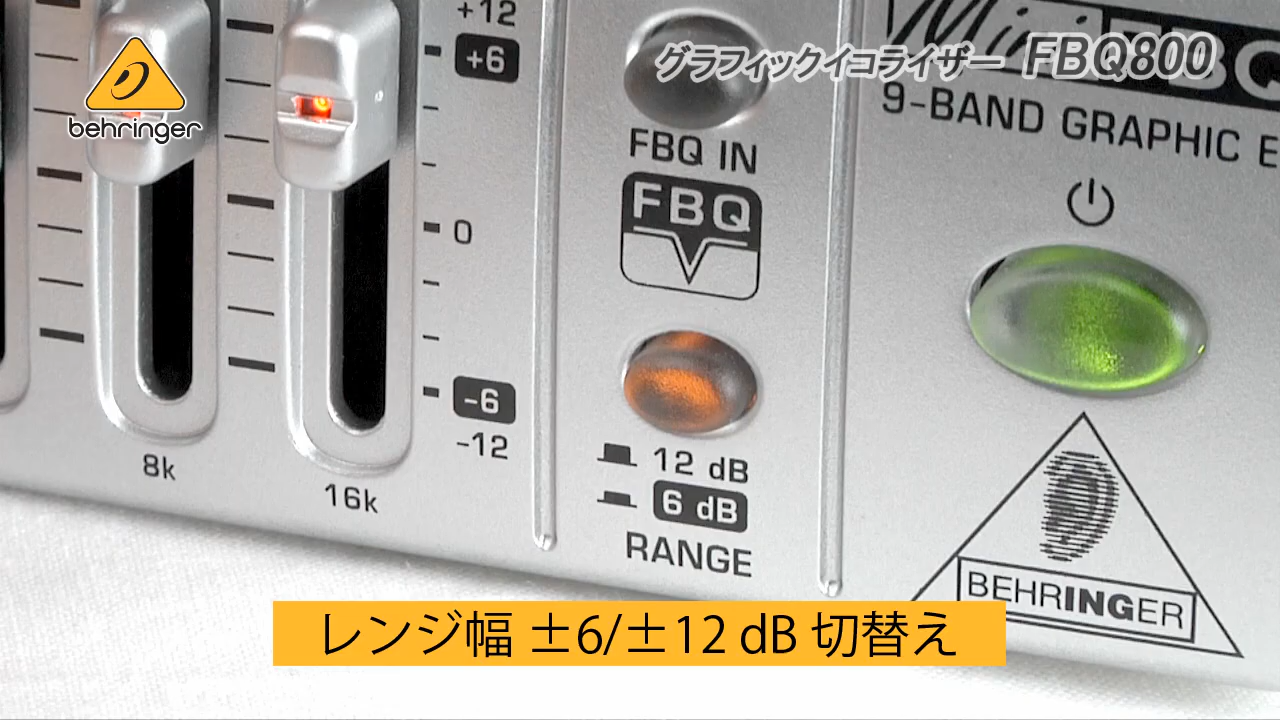 +12
+6
0
-6
-12
8k
16k
FBQ IN
FBQ
12 dB
6 dB
RANGE
Mini FBQ
9-BAND GRAPHIC E
BEHRINGER
behringer
グラフィックイコライザー FBQ800
レンジ幅 ±6/±12 dB 切替え